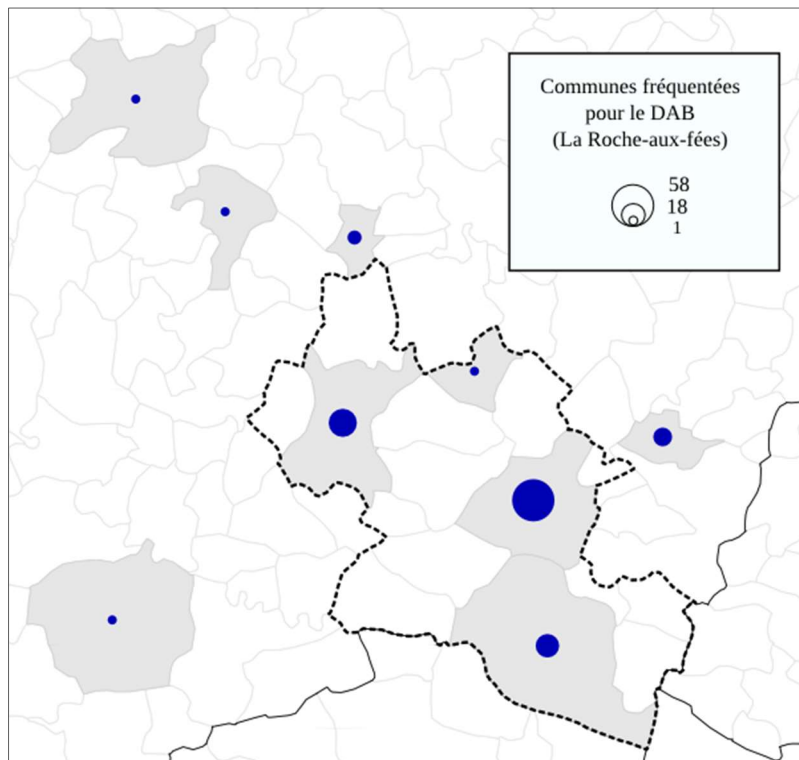 Communes fréquentées
pour le DAB
(La Roche-aux-fées)
58
18
1